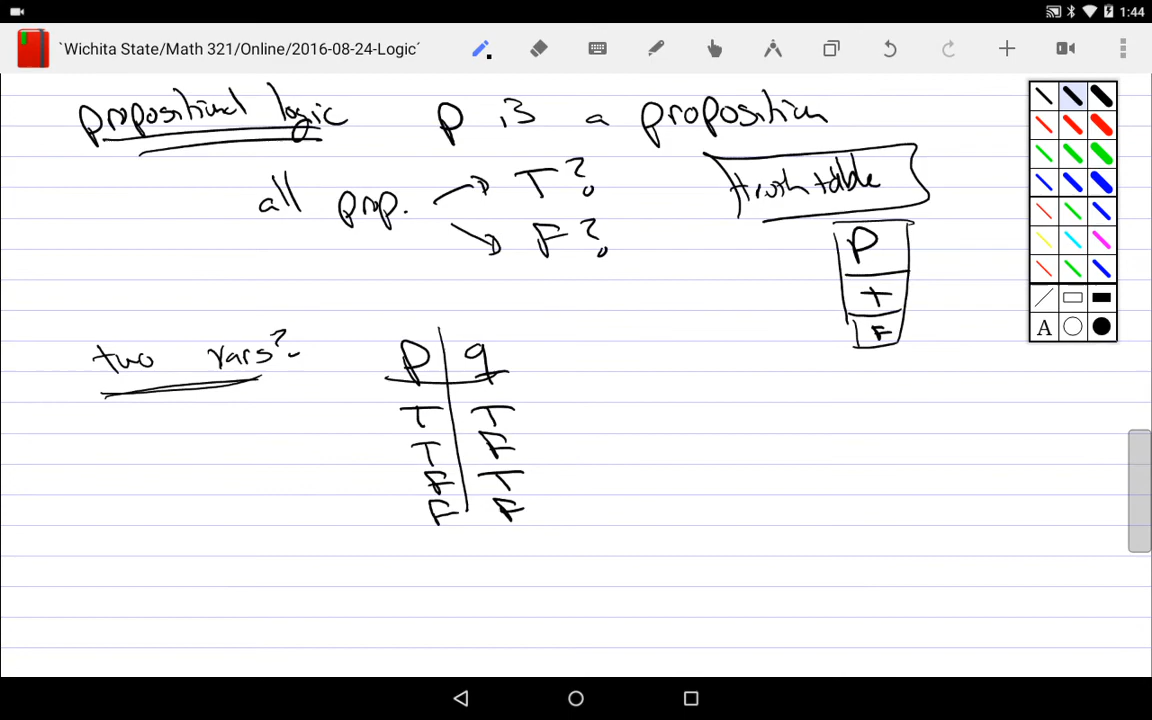 1:44
`Wichita State/Math 321/Online/2016-08-24-Logic´
propositional logic P is a proposition
all prop. T? truth table
F? P
T
F
two vars? P q
T T
T F
F T
F F
A